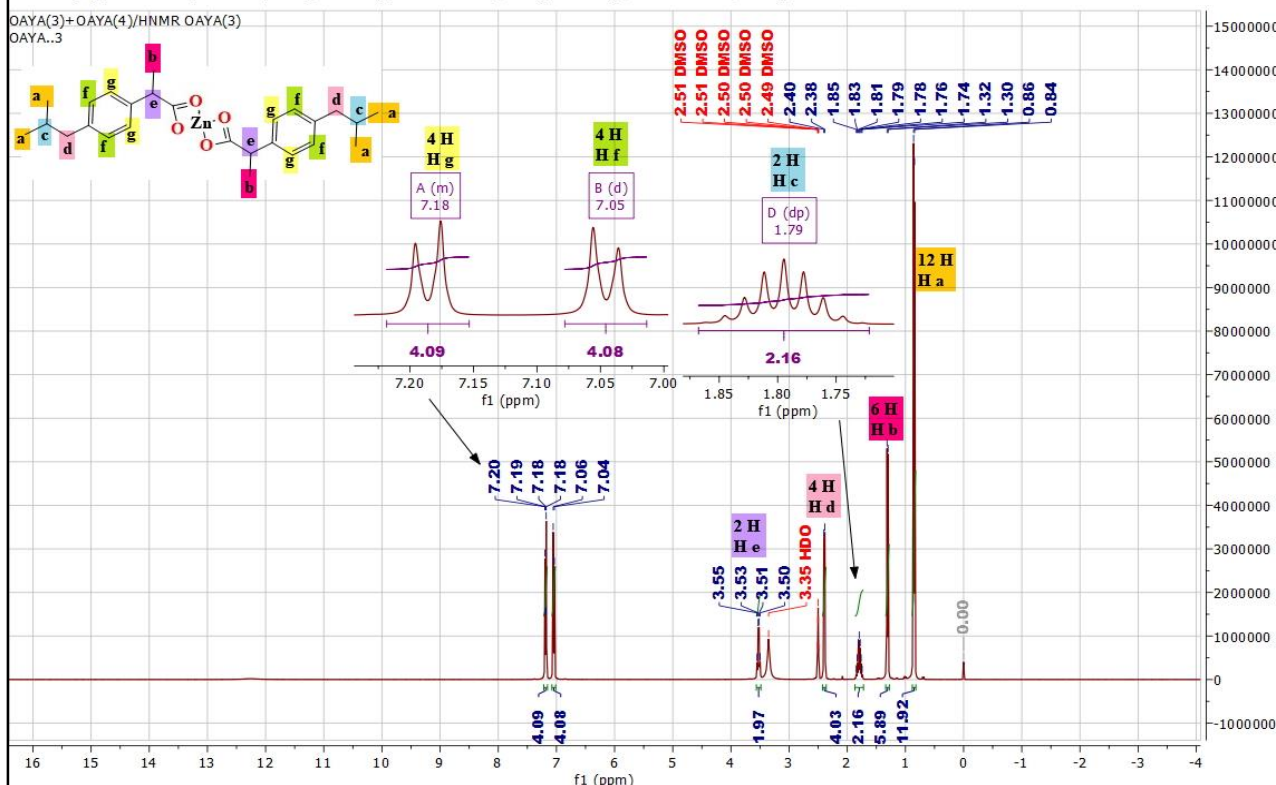 OAYA(3)+OAYA(4)/HNMR OAYA(3)
OAYA..3
b
g
f
a
e
O
O
Zn
O
O
a
c
d
f
g
e
b
g
f
d
c
a
a
g
f
4 H
H g
A (m)
7.18
4 H
H f
B (d)
7.05
2 H
H c
D (dp)
1.79
2.51 DMSO
2.51 DMSO
2.50 DMSO
2.50 DMSO
2.49 DMSO
2.40
2.38
1.85
1.83
1.81
1.79
1.78
1.76
1.74
1.32
1.30
0.86
0.84
4.09
4.08
7.20
7.15
7.10
7.05
7.00
f1 (ppm)
2.16
1.85
1.80
1.75
f1 (ppm)
12 H
H a
6 H
H b
4 H
H d
2 H
H e
7.20
7.19
7.18
7.18
7.06
7.04
3.55
3.53
3.51
3.50
3.35 HDO
0.00
4.09
4.08
1.97
4.03
2.16
5.89
11.92
16 15 14 13 12 11 10 9 8 7 6 5 4 3 2 1 0 -1 -2 -3 -4
f1 (ppm)
15000000
14000000
13000000
12000000
11000000
10000000
9000000
8000000
7000000
6000000
5000000
4000000
3000000
2000000
1000000
0
-1000000